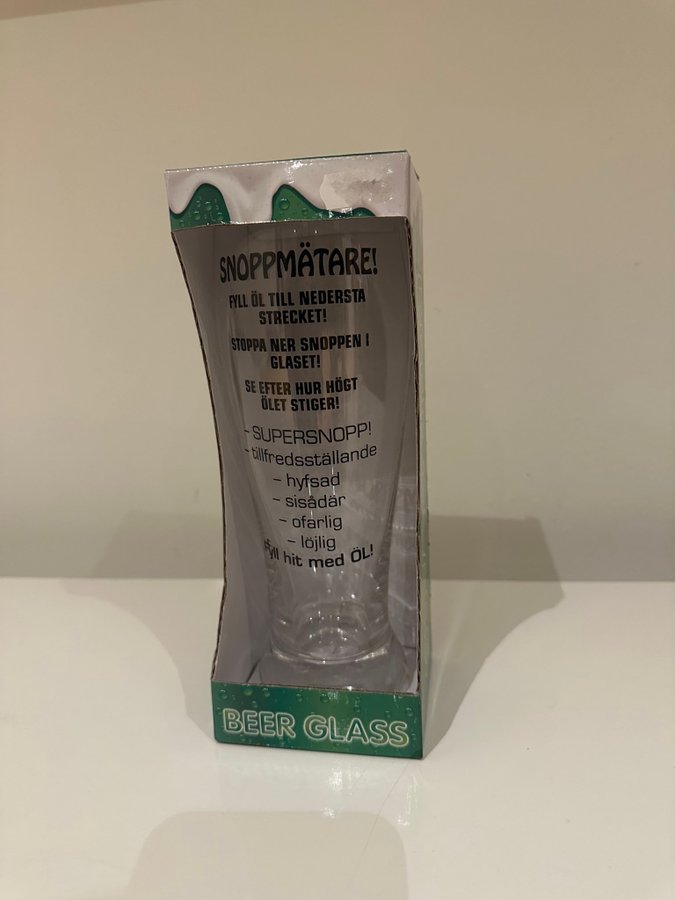 SNOPPMÄTARE!
FYLL ÖL TILL NEDERSTA
STRECKET!
STOPPA NER SNOPPEN I
GLASET!
SE EFTER HUR HÖGT
ÖLET STIGER!
- SUPERSNOPP!
- tillfredsställande
- hyfsad
- sisådär
- ofarlig
- löjlig
Fyll hit med ÖL!
BEER GLASS